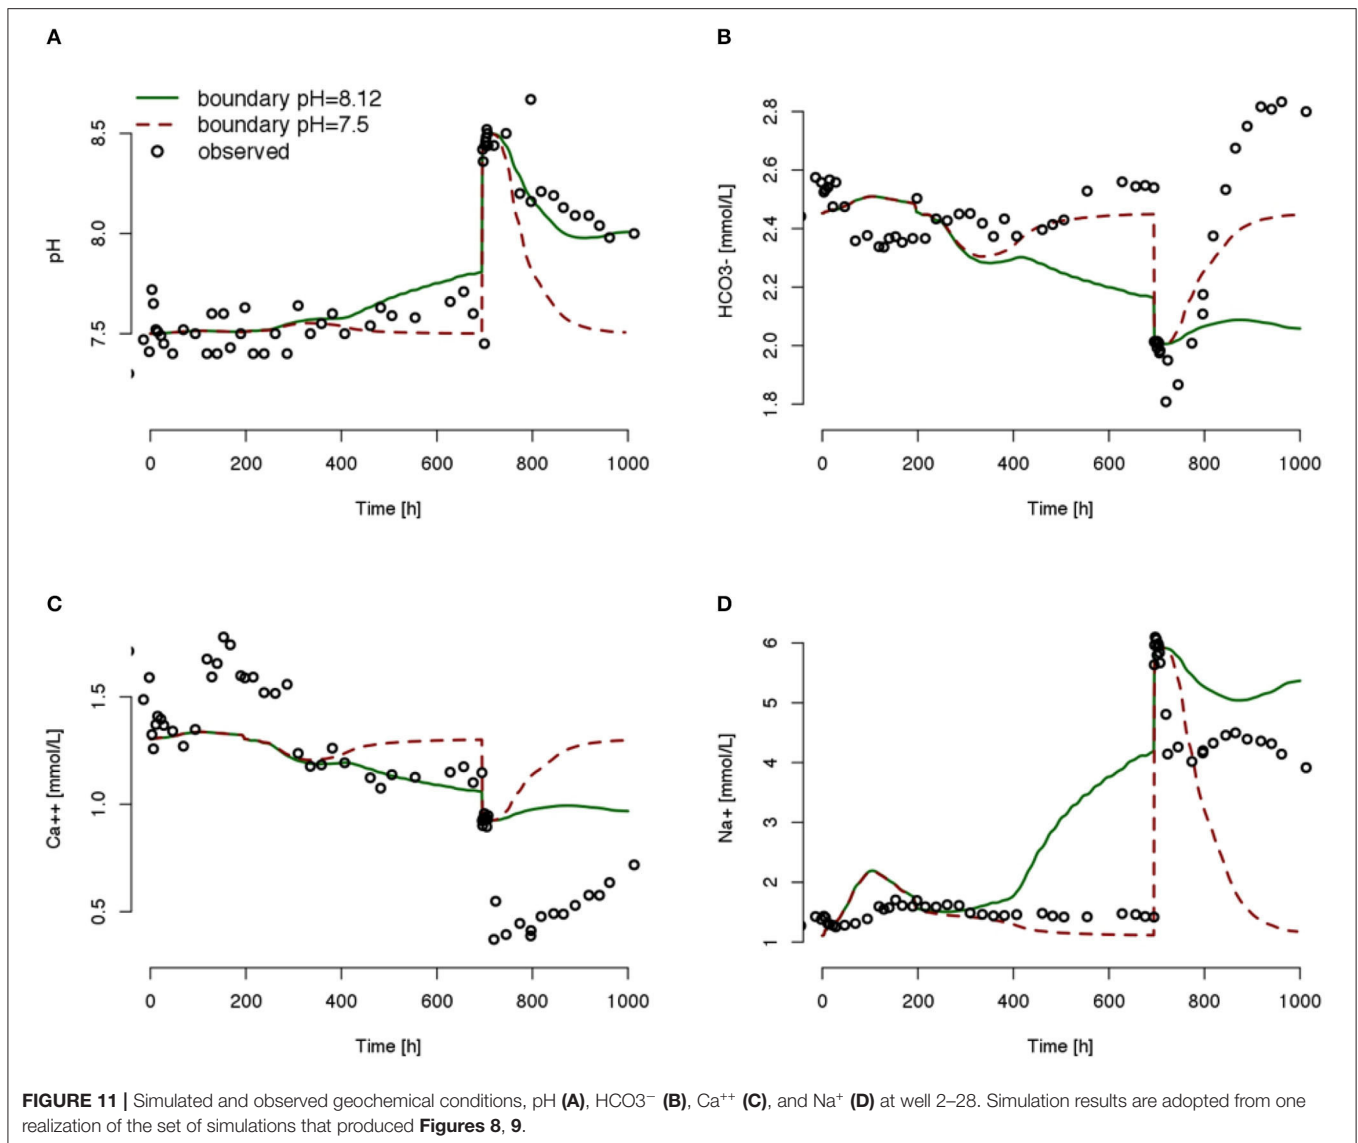 A
boundary pH=8.12
boundary pH=7.5
observed
pH
8.5
8.0
7.5
0 200 400 600 800 1000
Time [h]
B
HCO3- [mmol/L]
2.8
2.6
2.4
2.2
2.0
1.8
0 200 400 600 800 1000
Time [h]
C
Ca++ [mmol/L]
1.5
1.0
0.5
0 200 400 600 800 1000
Time [h]
D
Na+ [mmol/L]
6
5
4
3
2
1
0 200 400 600 800 1000
Time [h]
FIGURE 11 | Simulated and observed geochemical conditions, pH (A), HCO3− (B), Ca++ (C), and Na+ (D) at well 2–28. Simulation results are adopted from one
realization of the set of simulations that produced Figures 8, 9.